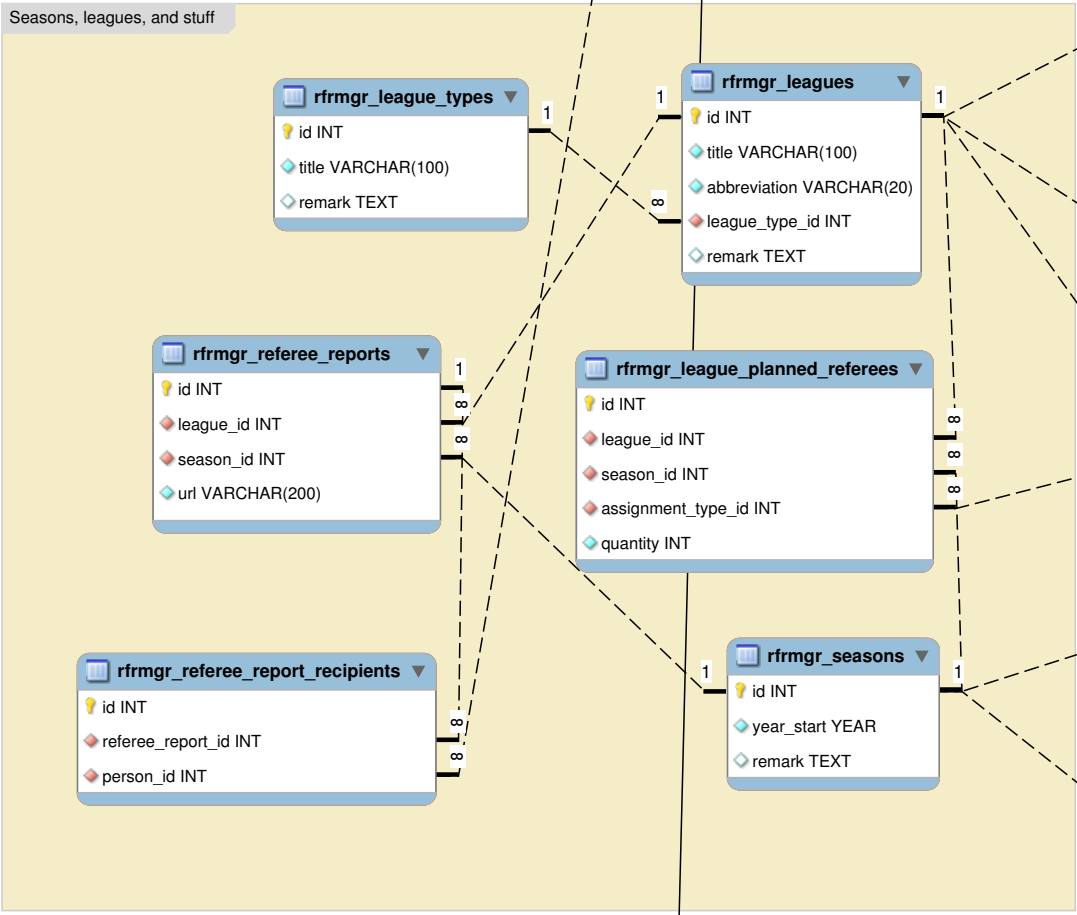 Seasons, leagues, and stuff
rfrmgr_league_types
id INT
title VARCHAR(100)
remark TEXT
1
1
∞
rfrmgr_leagues
id INT
title VARCHAR(100)
abbreviation VARCHAR(20)
league_type_id INT
remark TEXT
1
rfrmgr_referee_reports
id INT
league_id INT
season_id INT
url VARCHAR(200)
1
∞
∞
rfrmgr_league_planned_referees
id INT
league_id INT
season_id INT
assignment_type_id INT
quantity INT
∞
∞
∞
rfrmgr_referee_report_recipients
id INT
referee_report_id INT
person_id INT
∞
∞
1
rfrmgr_seasons
id INT
year_start YEAR
remark TEXT
1